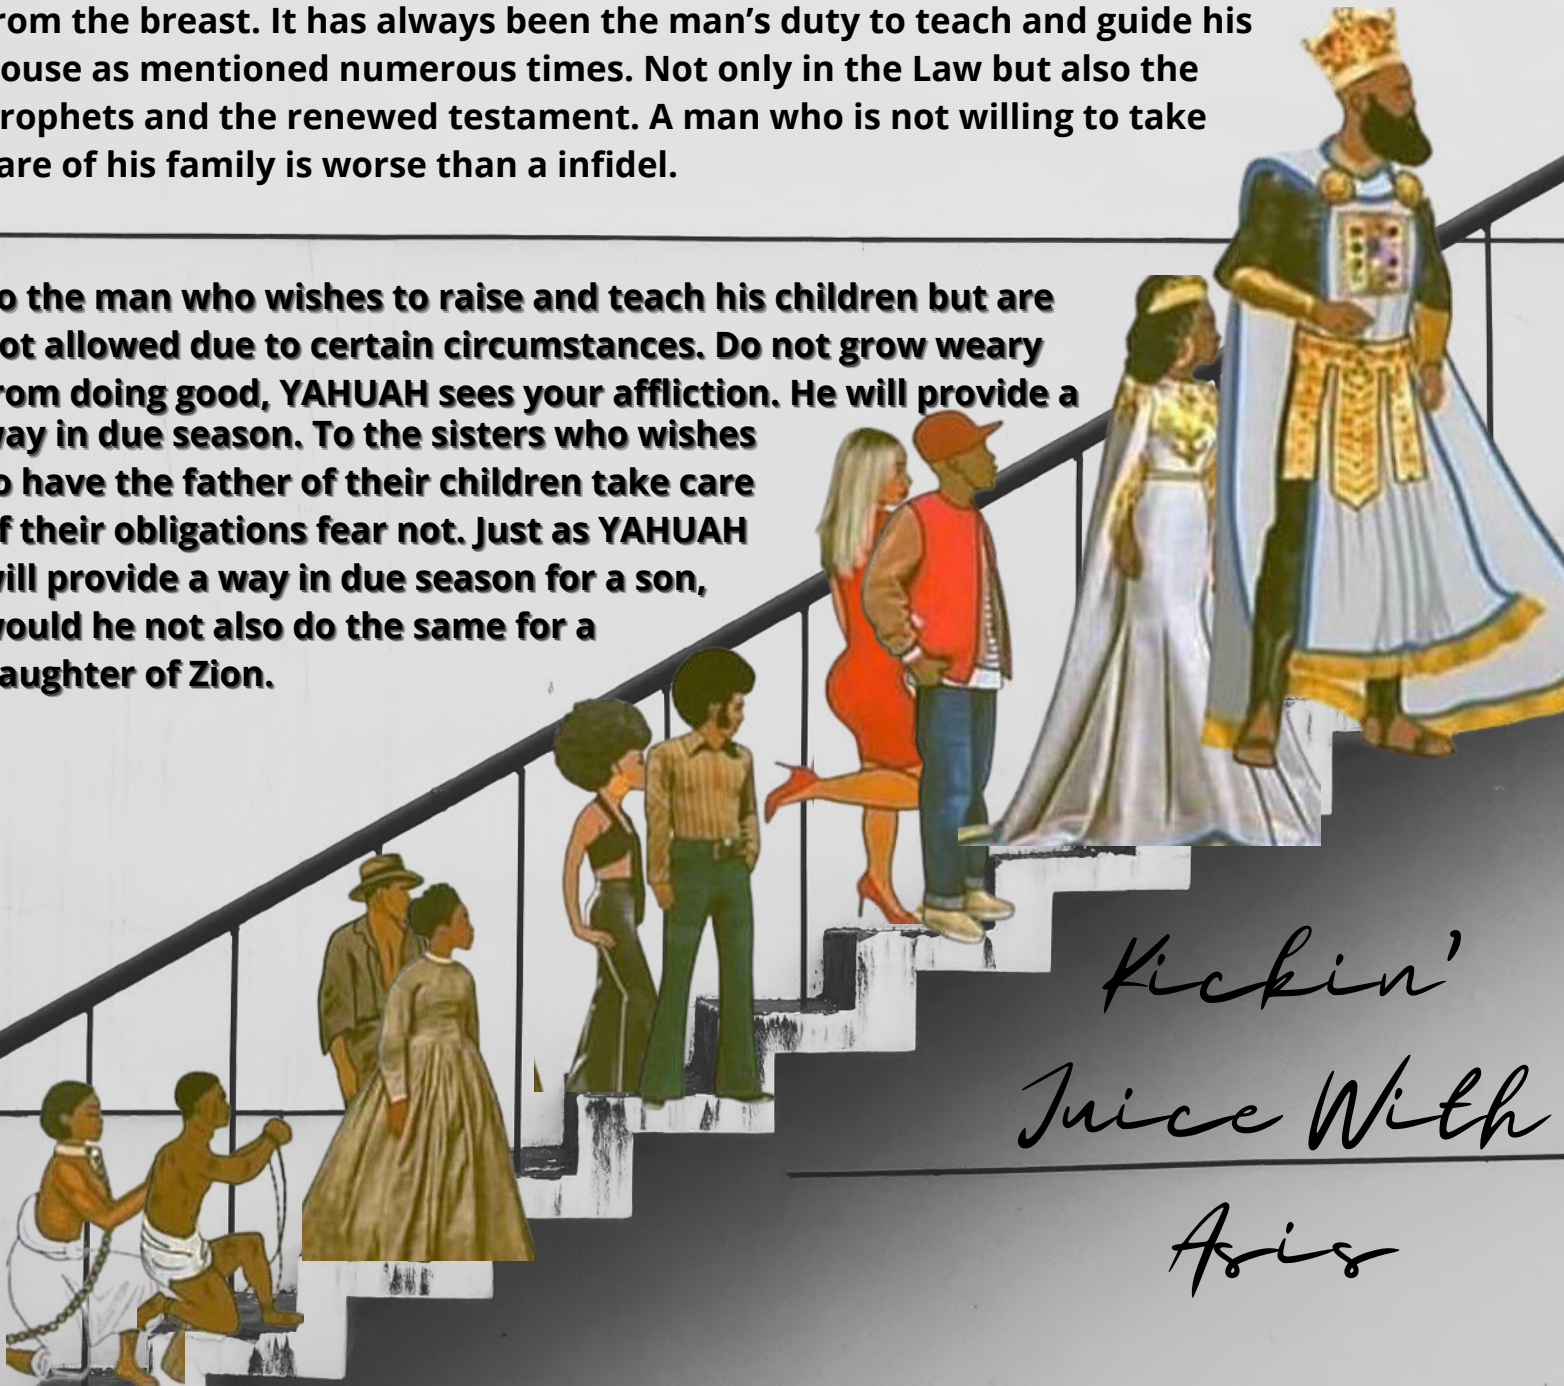 rom the breast. It has always been the man's duty to teach and guide his
ouse as mentioned numerous times. Not only in the Law but also the
rophets and the renewed testament. A man who is not willing to take
are of his family is worse than a infidel.
o the man who wishes to raise and teach his children but are
ot allowed due to certain circumstances. Do not grow weary
rom doing good, YAHUAH sees your affliction. He will provide a
way in due season. To the sisters who wishes
o have the father of their children take care
f their obligations fear not. Just as YAHUAH
will provide a way in due season for a son,
would he not also do the same for a
aughter of Zion.
Kickin'
Juice With
Asis